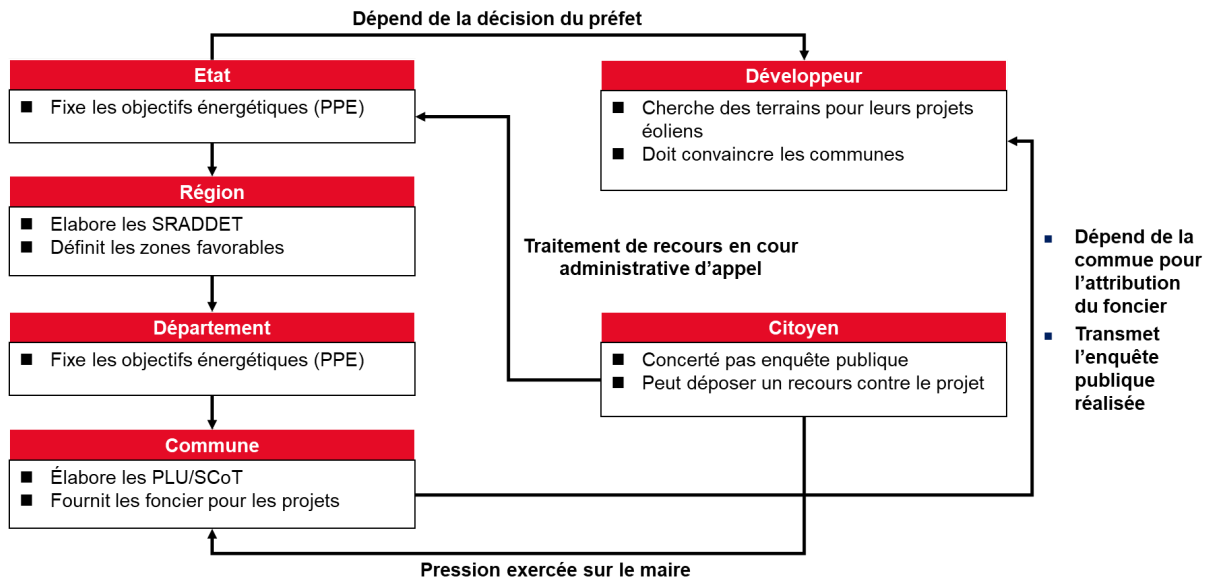 Dépend de la décision du préfet
Etat
Fixe les objectifs énergétiques (PPE)
Région
Elabore les SRADDET
Définit les zones favorables
Département
Fixe les objectifs énergétiques (PPE)
Commune
Élabore les PLU/SCoT
Fournit les foncier pour les projets
Développeur
Cherche des terrains pour leurs projets
éoliens
Doit convaincre les communes
Traitement de recours en cour
administrative d'appel
Citoyen
Concerté pas enquête publique
Peut déposer un recours contre le projet
Dépend de la
commue pour
l'attribution
du foncier
Transmet
l'enquête
publique
réalisée
Pression exercée sur le maire